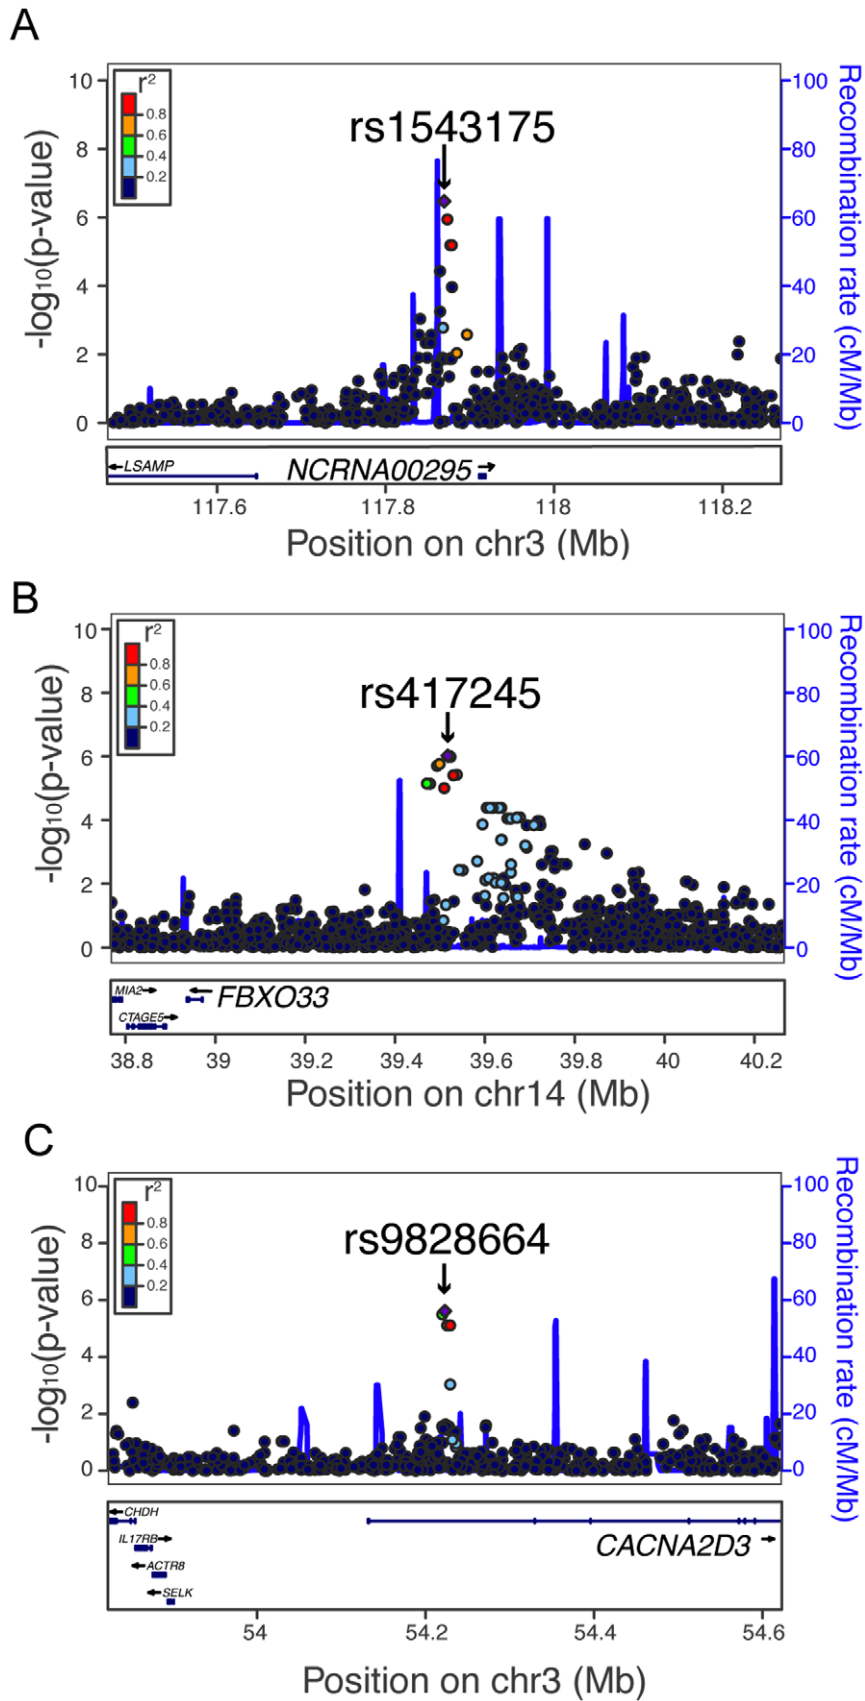 A
r2
0.8
0.6
0.4
0.2
rs1543175
10
8
6
4
2
0
-log10(p-value)
100
80
60
40
20
0
Recombination rate (cM/Mb)
LSAMP
NCRNA00295
117.6 117.8 118 118.2
Position on chr3 (Mb)
B
r2
0.8
0.6
0.4
0.2
rs417245
10
8
6
4
2
0
-log10(p-value)
100
80
60
40
20
0
Recombination rate (cM/Mb)
MIA2
FBXO33
CTAGE5
38.8 39 39.2 39.4 39.6 39.8 40 40.2
Position on chr14 (Mb)
C
r2
0.8
0.6
0.4
0.2
rs9828664
10
8
6
4
2
0
-log10(p-value)
100
80
60
40
20
0
Recombination rate (cM/Mb)
CHDH
IL17RB
CACNA2D3
ACTR8
SELK
54 54.2 54.4 54.6
Position on chr3 (Mb)